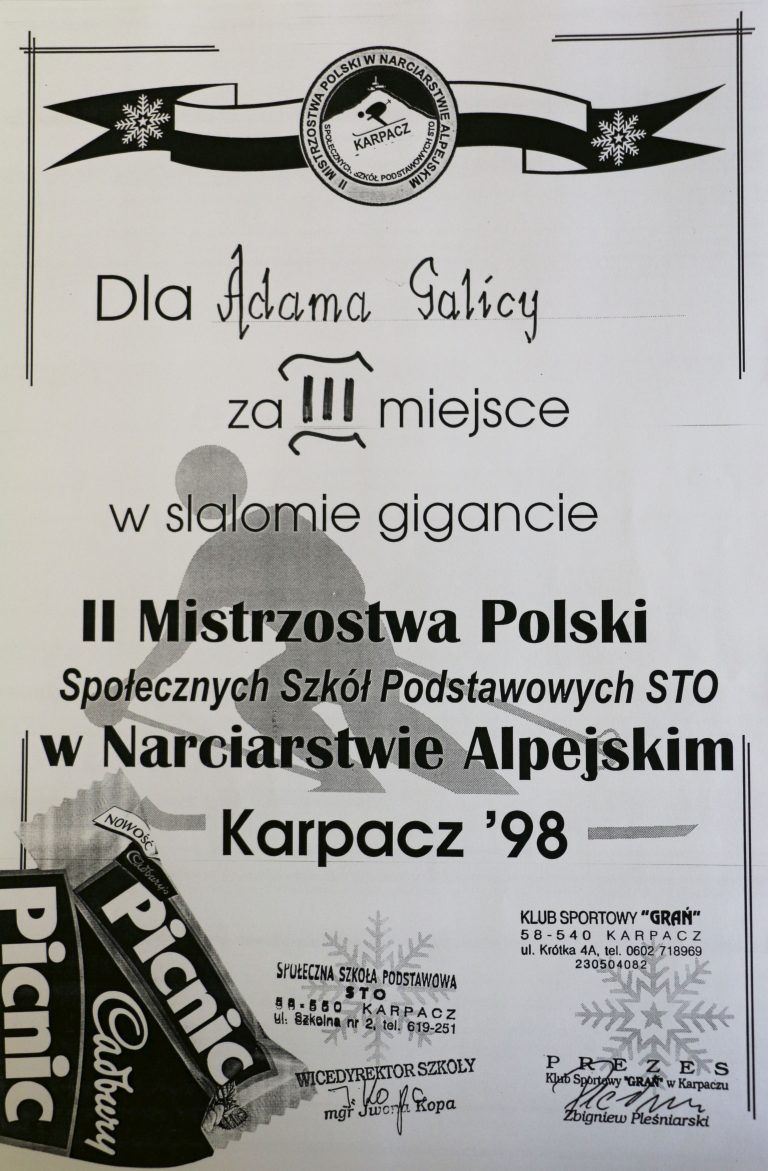 II MISTRZOSTWA POLSKI W NARCIARSTWIE ALPEJSKIM
SPOŁECZNYCH SZKÓŁ PODSTAWOWYCH STO
KARPACZ
Dla Adama Galicy
za III miejsce
w slalomie gigancie
II Mistrzostwa Polski
Społecznych Szkół Podstawowych STO
w Narciarstwie Alpejskim
Karpacz '98
NOWOŚĆ
Cadbury's
Picnic
Picnic
Cadbury
SPOŁECZNA SZKOŁA PODSTAWOWA
STO
58-550 KARPACZ
ul. Szkolna nr 2, tel. 619-251
WICEDYREKTOR SZKOŁY
mgr Iwona Kopa
KLUB SPORTOWY "GRAŃ"
58-540 KARPACZ
ul. Krótka 4A, tel. 0602 718969
230504082
PREZES
Klub Sportowy "GRAŃ" w Karpaczu
Zbigniew Pleśniarski